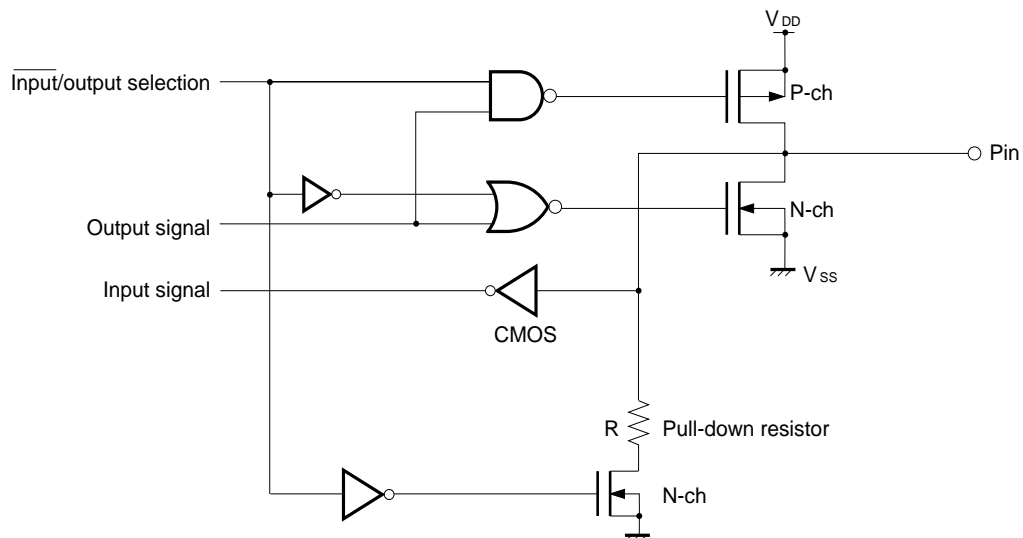 VDD
Input/output selection
P-ch
Pin
N-ch
Output signal
VSS
Input signal
CMOS
R Pull-down resistor
N-ch